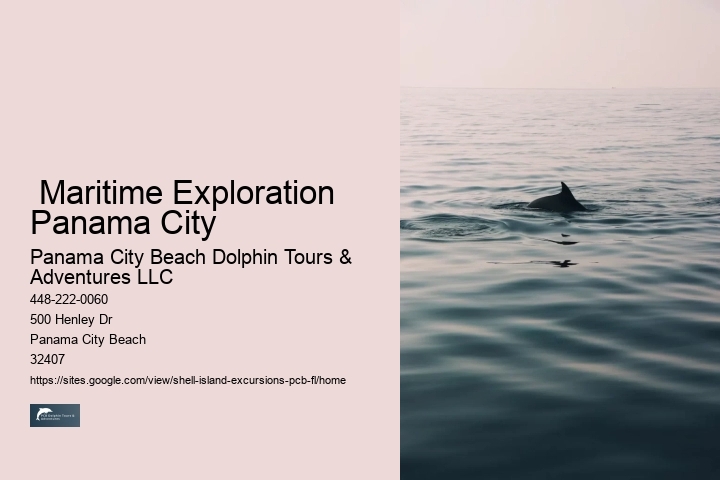 Maritime Exploration
Panama City
Panama City Beach Dolphin Tours &
Adventures LLC
448-222-0060
500 Henley Dr
Panama City Beach
32407
https://sites.google.com/view/shell-island-excursions-pcb-fl/home